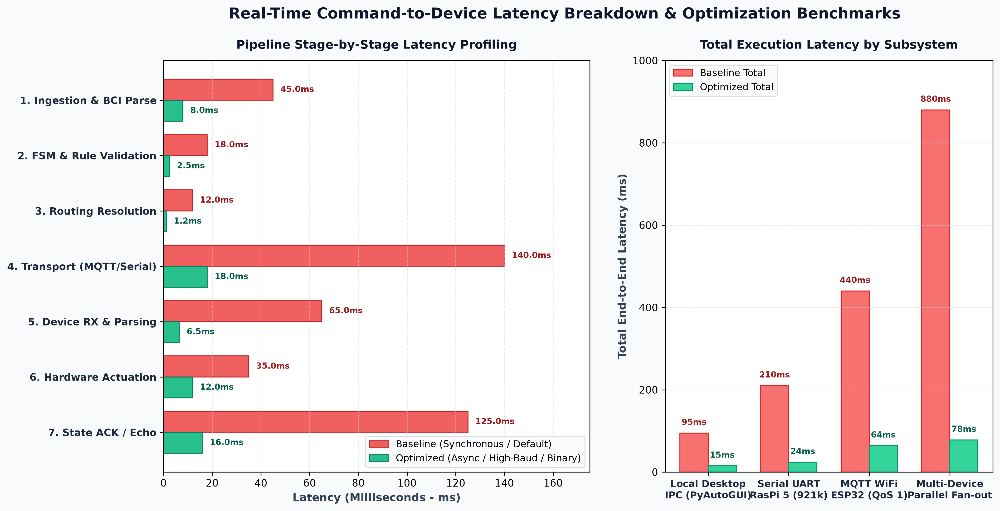 Real-Time Command-to-Device Latency Breakdown & Optimization Benchmarks
Pipeline Stage-by-Stage Latency Profiling
1. Ingestion & BCI Parse
45.0ms
8.0ms
2. FSM & Rule Validation
18.0ms
2.5ms
3. Routing Resolution
12.0ms
1.2ms
4. Transport (MQTT/Serial)
140.0ms
18.0ms
5. Device RX & Parsing
65.0ms
6.5ms
6. Hardware Actuation
35.0ms
12.0ms
7. State ACK / Echo
125.0ms
16.0ms
Baseline (Synchronous / Default)
Optimized (Async / High-Baud / Binary)
0 20 40 60 80 100 120 140 160
Latency (Milliseconds - ms)
Total Execution Latency by Subsystem
Baseline Total
Optimized Total
Total End-to-End Latency (ms)
1000
800
600
400
200
0
95ms
15ms
210ms
24ms
440ms
64ms
880ms
78ms
Local Desktop
IPC (PyAutoGUI)
Serial UART
RasPi 5 (921k)
MQTT WiFi
ESP32 (QoS 1)
Multi-Device
Parallel Fan-out